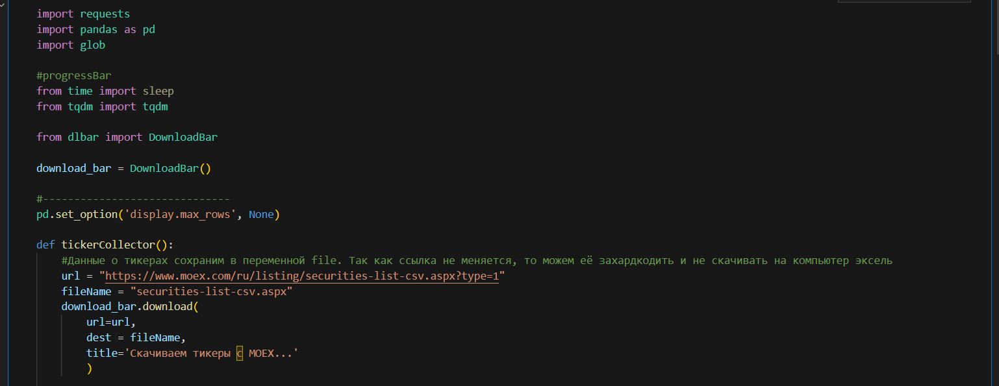 import requests
import pandas as pd
import glob
#progressBar
from time import sleep
from tqdm import tqdm
from dlbar import DownloadBar
download_bar = DownloadBar()
#------------------------------
pd.set_option('display.max_rows', None)
def tickerCollector():
#Данные о тикерах сохраним в переменной file. Так как ссылка не меняется, то можем её захардкодить и не скачивать на компьютер эксель
url = "https://www.moex.com/ru/listing/securities-list-csv.aspx?type=1"
fileName = "securities-list-csv.aspx"
download_bar.download(
url=url,
dest = fileName,
title='Скачиваем тикеры с MOEX...'
)